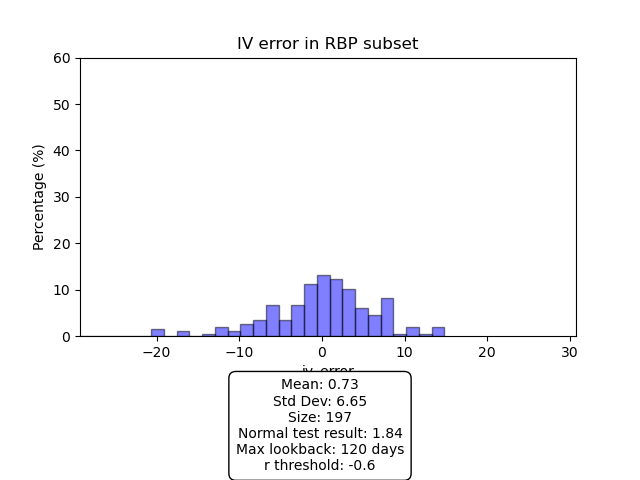 IV error in RBP subset
Percentage (%)
60
50
40
30
20
10
0
−20
−10
0
10
20
30
iv_error
Mean: 0.73
Std Dev: 6.65
Size: 197
Normal test result: 1.84
Max lookback: 120 days
r threshold: -0.6